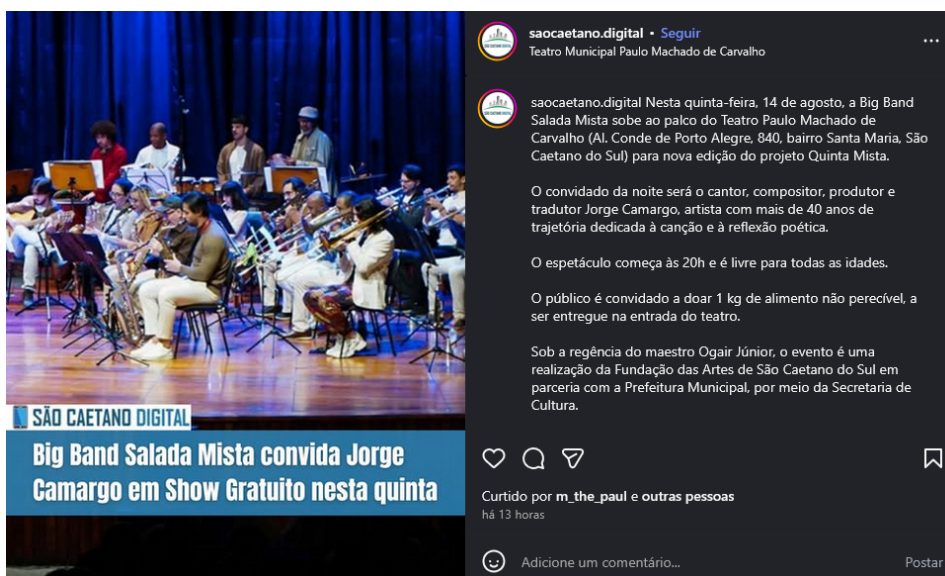 SÃO CAETANO DIGITAL
Big Band Salada Mista convida Jorge
Camargo em Show Gratuito nesta quinta
saocaetano.digital • Seguir
Teatro Municipal Paulo Machado de Carvalho
saocaetano.digital Nesta quinta-feira, 14 de agosto, a Big Band
Salada Mista sobe ao palco do Teatro Paulo Machado de
Carvalho (Al. Conde de Porto Alegre, 840, bairro Santa Maria, São
Caetano do Sul) para nova edição do projeto Quinta Mista.
O convidado da noite será o cantor, compositor, produtor e
tradutor Jorge Camargo, artista com mais de 40 anos de
trajetória dedicada à canção e à reflexão poética.
O espetáculo começa às 20h e é livre para todas as idades.
O público é convidado a doar 1 kg de alimento não perecível, a
ser entregue na entrada do teatro.
Sob a regência do maestro Ogair Júnior, o evento é uma
realização da Fundação das Artes de São Caetano do Sul em
parceria com a Prefeitura Municipal, por meio da Secretaria de
Cultura.
Curtido por m_the_paul e outras pessoas
há 13 horas
Adicione um comentário...
Postar